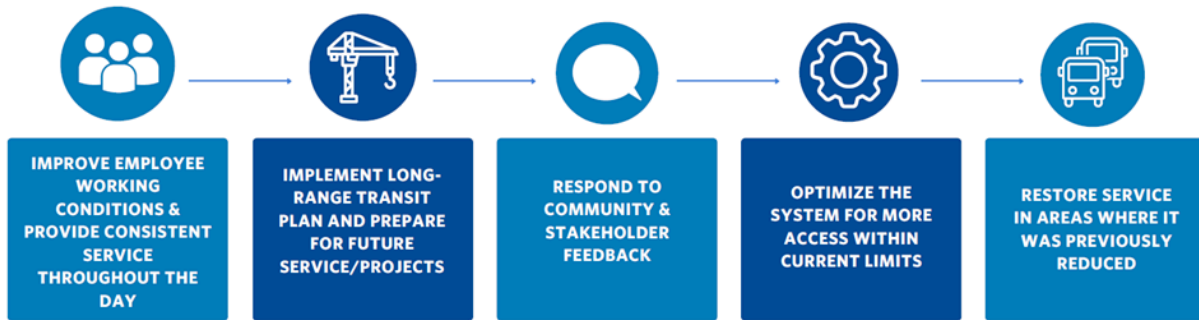 IMPROVE EMPLOYEE
WORKING
CONDITIONS &
PROVIDE CONSISTENT
SERVICE
THROUGHOUT THE
DAY
IMPLEMENT LONG-
RANGE TRANSIT
PLAN AND PREPARE
FOR FUTURE
SERVICE/PROJECTS
RESPOND TO
COMMUNITY &
STAKEHOLDER
FEEDBACK
OPTIMIZE THE
SYSTEM FOR MORE
ACCESS WITHIN
CURRENT LIMITS
RESTORE SERVICE
IN AREAS WHERE IT
WAS PREVIOUSLY
REDUCED